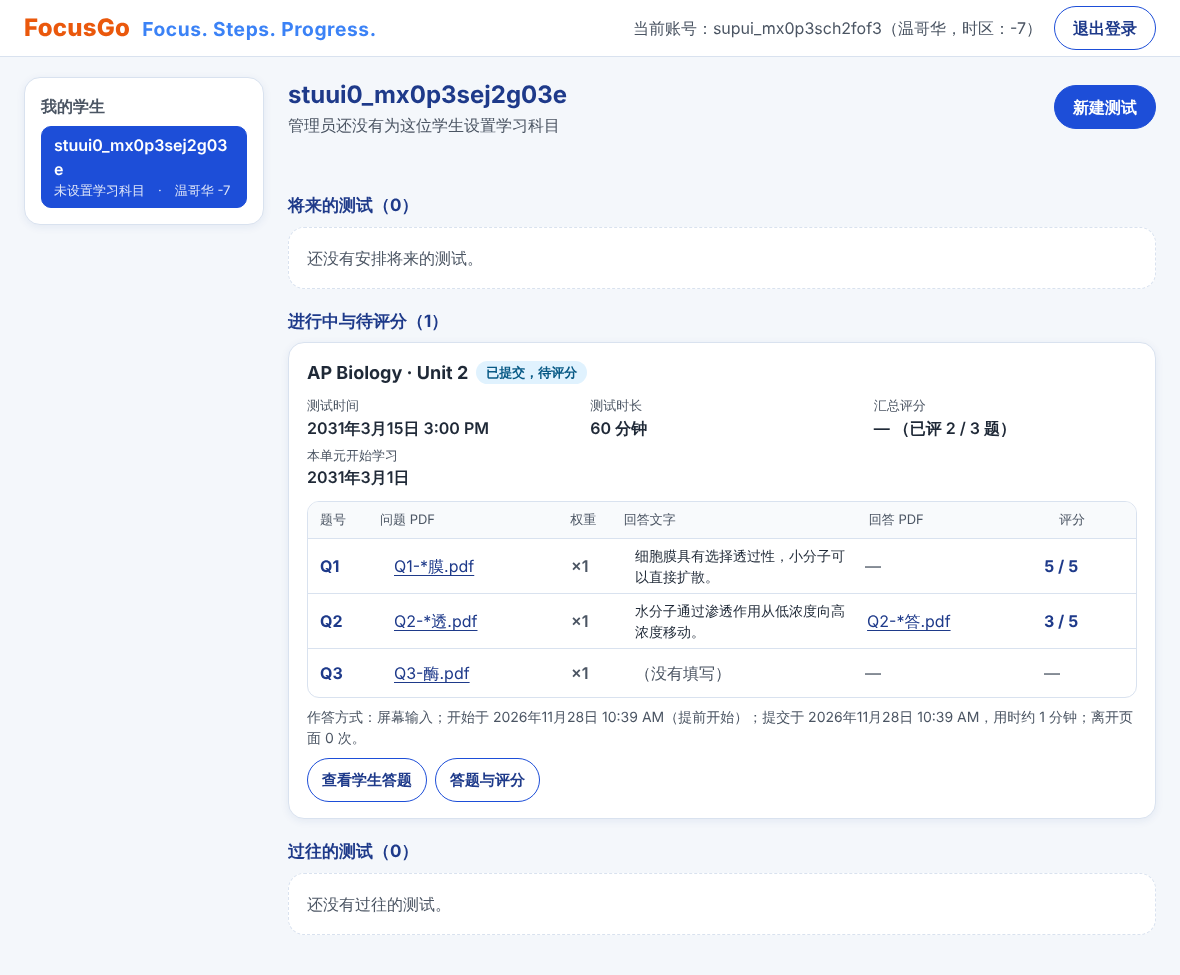 FocusGo Focus. Steps. Progress. 当前账号：supui_mx0p3sch2fof3（温哥华，时区：-7） 退出登录
我的学生
stuui0_mx0p3sej2g03
e
未设置学习科目 · 温哥华 -7
stuui0_mx0p3sej2g03e
管理员还没有为这位学生设置学习科目
新建测试
将来的测试（0）
还没有安排将来的测试。
进行中与待评分（1）
AP Biology · Unit 2 已提交，待评分
测试时间 测试时长 汇总评分
2031年3月15日 3:00 PM 60 分钟 — （已评 2 / 3 题）
本单元开始学习
2031年3月1日
题号 问题 PDF 权重 回答文字 回答 PDF 评分
Q1 Q1-*膜.pdf ×1 细胞膜具有选择透过性，小分子可 — 5 / 5
以直接扩散。
Q2 Q2-*透.pdf ×1 水分子通过渗透作用从低浓度向高 Q2-*答.pdf 3 / 5
浓度移动。
Q3 Q3-酶.pdf ×1 （没有填写） — —
作答方式：屏幕输入；开始于 2026年11月28日 10:39 AM（提前开始）；提交于 2026年11月28日 10:39 AM，用时约 1 分钟；离开页
面 0 次。
查看学生答题 答题与评分
过往的测试（0）
还没有过往的测试。